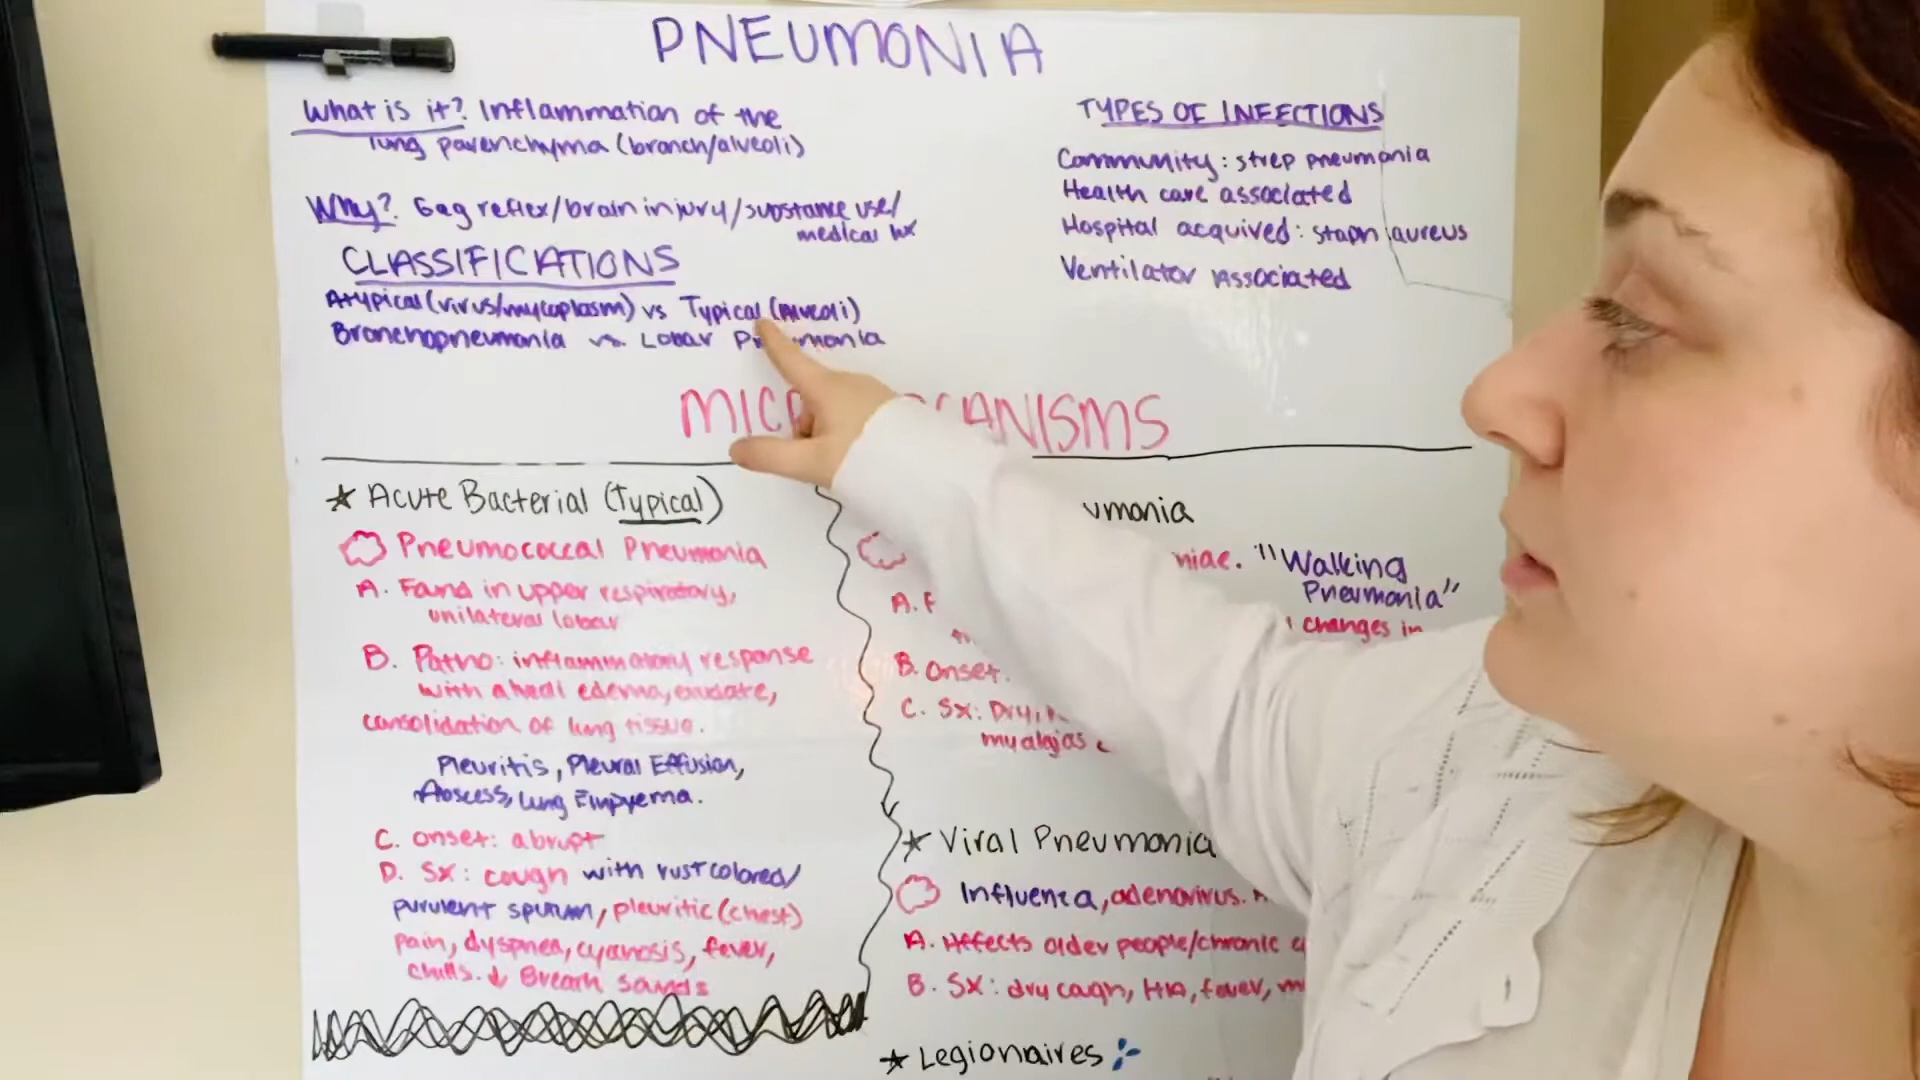 PNEUMONIA
What is it? Inflammation of the
lung parenchyma (branch/alveoli)
Why? Gag reflex/brain injury/substance use/
medical hx
CLASSIFICATIONS
Atypical (virus/mycoplasm) vs Typical (Alveoli)
Bronchopneumonia vs. Lobar
TYPES OF INFECTIONS
Community: strep pneumonia
Health care associated
Hospital acquired: staph aureus
Ventilator Associated
★ Acute Bacterial (Typical)
Pneumococcal Pneumonia
A. Found in upper respiratory,
unilateral lobar
B. Patho: inflammatory response
with edema, exudate,
consolidation of lung tissue.
Pleuritis, Pleural Effusion,
Abscess, lung Empyema.
C. onset: abrupt
D. Sx: cough with rust colored/
purulent sputum, pleuritic (chest)
pain, dyspnea, cyanosis, fever,
chills. ↓ Breath sounds
umonia
niae. "Walking
Pneumonia"
A.
changes in
B. Onset.
C. Sx: Dry,
myalgias
★ Viral Pneumonia
Influenza, adenovirus.
A. Affects older people/chronic
B. Sx: dry cough, HA, fever,
★ Legionaires